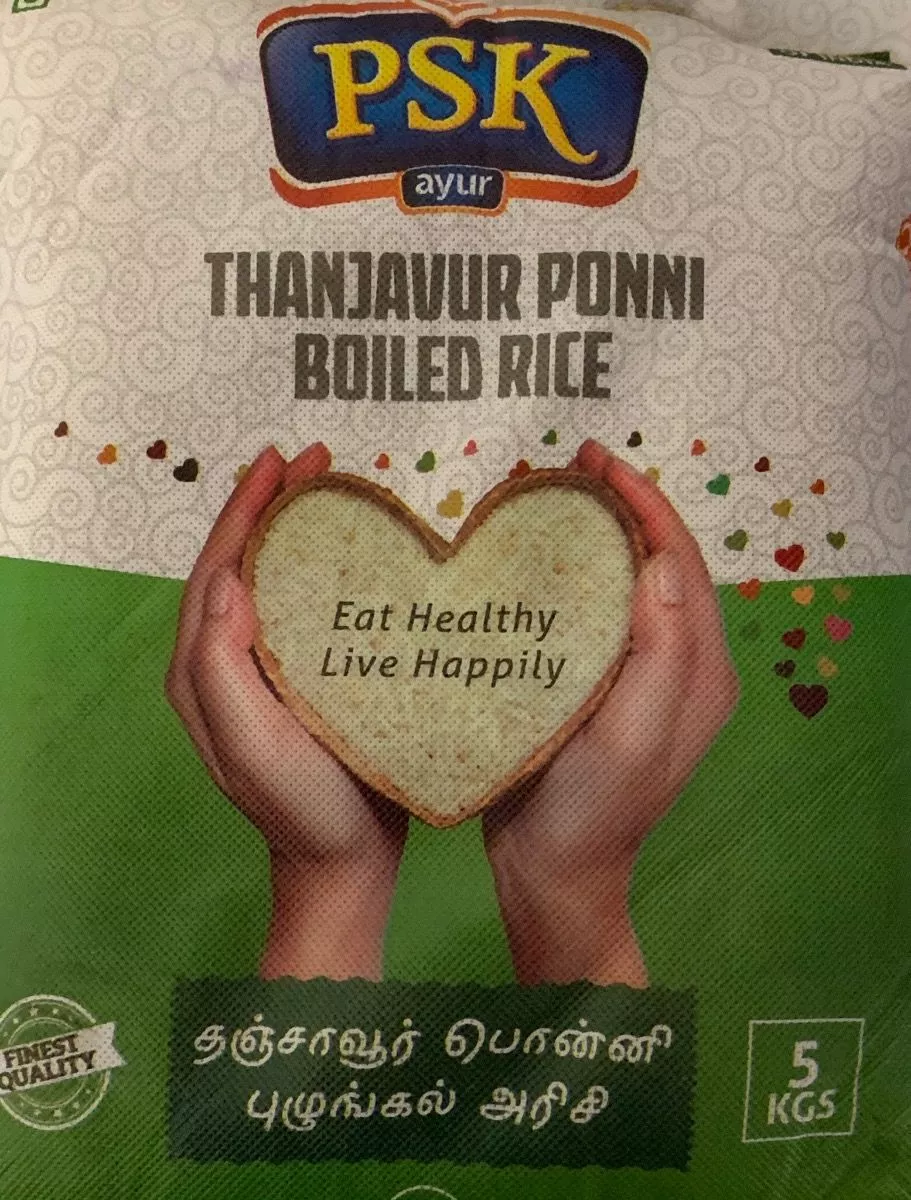 PSK
ayur
THANJAVUR PONNI
BOILED RICE
Eat Healthy
Live Happily
தஞ்சாவூர் பொன்னி
புழுங்கல் அரிசி
FINEST
QUALITY
5
KGS